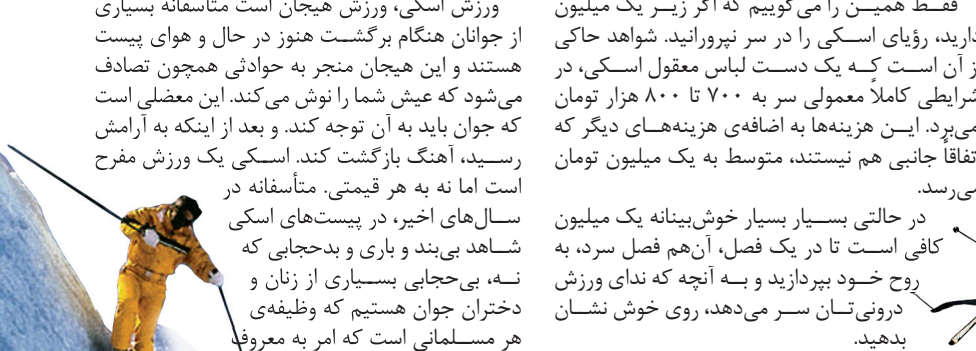 فقط همین را می‌گوییم که اگر زیر یک میلیون
دارید، رؤیای اسکی را در سر نپرورانید. شواهد حاکی
از آن است که یک دست لباس معقول اسکی، در
شرایطی کاملاً معمولی سر به ۷۰۰ تا ۸۰۰ هزار تومان
می‌برد. این هزینه‌ها به اضافه‌ی هزینه‌های دیگر که
اتفاقاً جانبی هم نیستند، متوسط به یک میلیون تومان
می‌رسد.
در حالتی بسیار بسیار خوش‌بینانه یک میلیون
کافی است تا در یک فصل، آن‌هم فصل سرد، به
روح خود بپردازید و به آنچه که ندای ورزش
درونی‌تان سر می‌دهد، روی خوش نشان
بدهید.
ورزش اسکی، ورزش هیجان است متأسفانه بسیاری
از جوانان هنگام برگشت هنوز در حال و هوای پیست
هستند و این هیجان منجر به حوادثی همچون تصادف
می‌شود که عیش شما را نوش می‌کند. این معضلی است
که جوان باید به آن توجه کند. و بعد از اینکه به آرامش
رسید، آهنگ بازگشت کند. اسکی یک ورزش مفرح
است اما نه به هر قیمتی. متأسفانه در
سال‌های اخیر، در پیست‌های اسکی
شاهد بی‌بند و باری و بدحجابی که
نه، بی‌حجابی بسیاری از زنان و
دختران جوان هستیم که وظیفه‌ی
هر مسلمانی است که امر به معروف